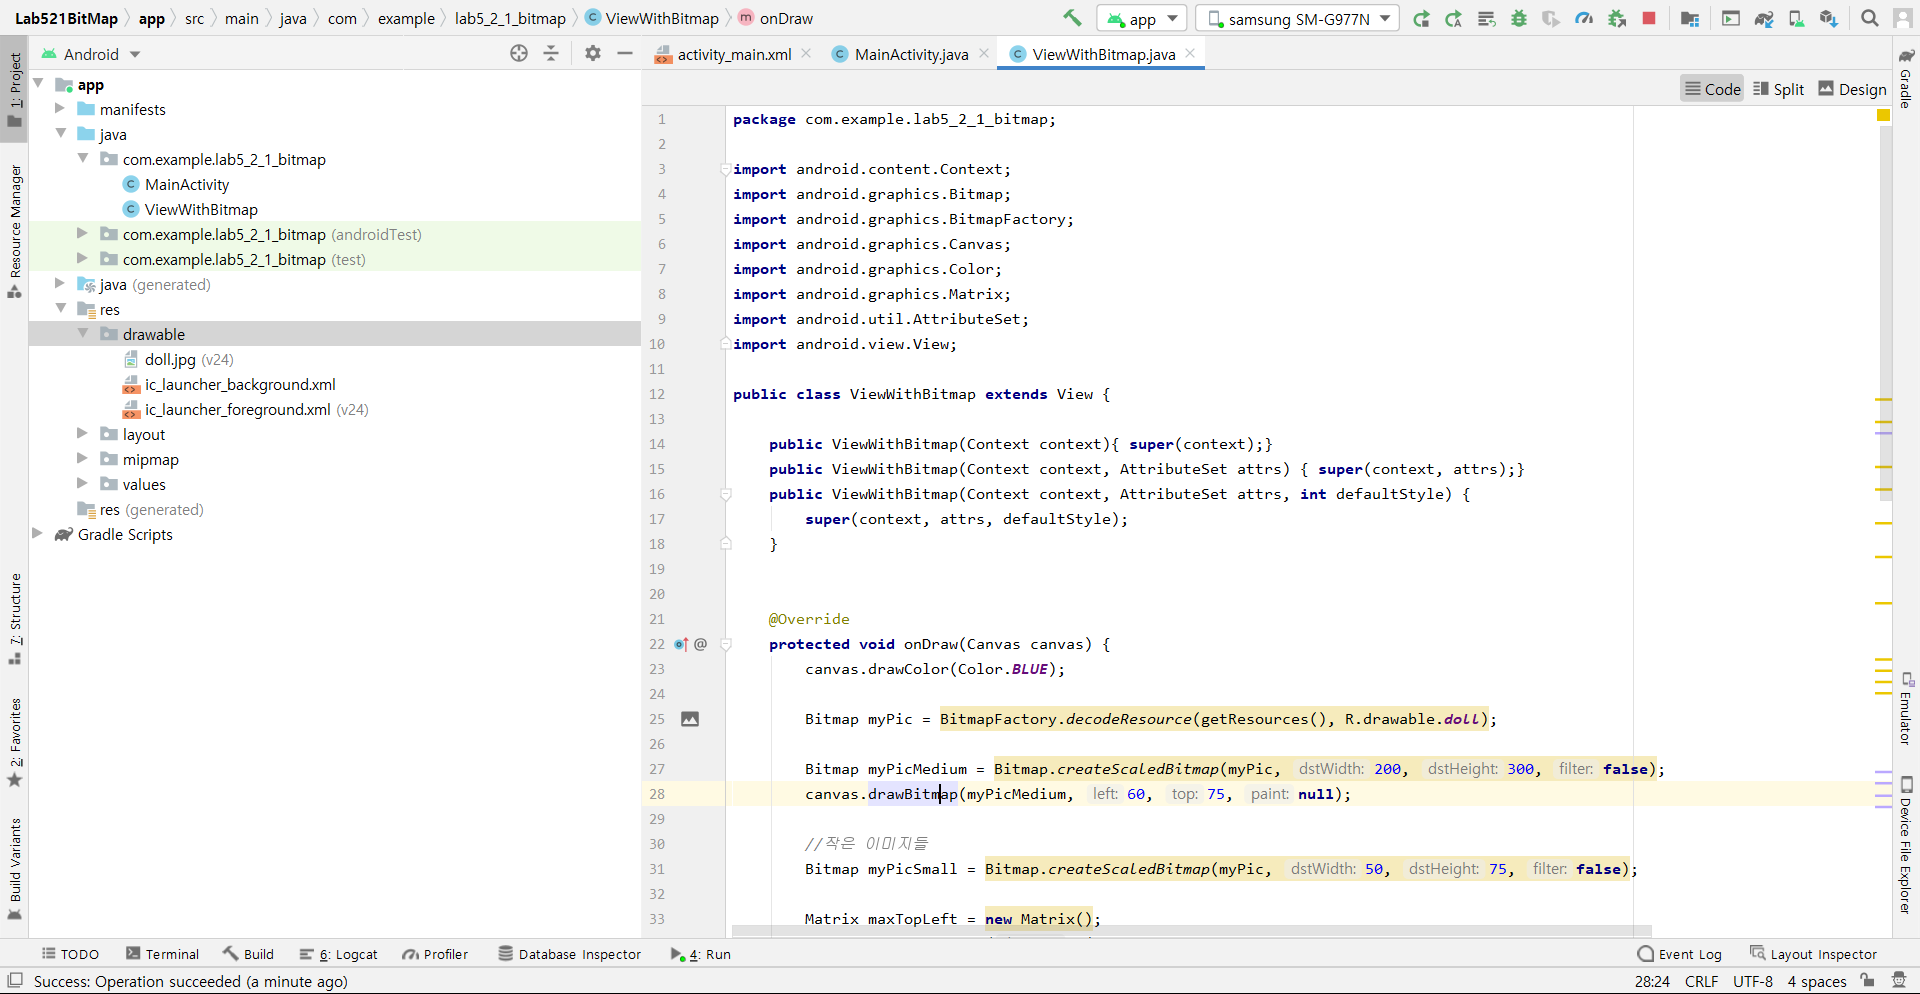 Lab521BitMap app src main java com example lab5_2_1_bitmap ViewWithBitmap onDraw
app samsung SM-G977N
Android
activity_main.xml MainActivity.java ViewWithBitmap.java
Code Split Design
1: Project
Resource Manager
7: Structure
2: Favorites
Build Variants
app
manifests
java
com.example.lab5_2_1_bitmap
MainActivity
ViewWithBitmap
com.example.lab5_2_1_bitmap (androidTest)
com.example.lab5_2_1_bitmap (test)
java (generated)
res
drawable
doll.jpg (v24)
ic_launcher_background.xml
ic_launcher_foreground.xml (v24)
layout
mipmap
values
res (generated)
Gradle Scripts
1 package com.example.lab5_2_1_bitmap;
2
3 import android.content.Context;
4 import android.graphics.Bitmap;
5 import android.graphics.BitmapFactory;
6 import android.graphics.Canvas;
7 import android.graphics.Color;
8 import android.graphics.Matrix;
9 import android.util.AttributeSet;
10 import android.view.View;
11
12 public class ViewWithBitmap extends View {
13
14 public ViewWithBitmap(Context context){ super(context);}
15 public ViewWithBitmap(Context context, AttributeSet attrs) { super(context, attrs);}
16 public ViewWithBitmap(Context context, AttributeSet attrs, int defaultStyle) {
17 super(context, attrs, defaultStyle);
18 }
19
20
21 @Override
22 @ protected void onDraw(Canvas canvas) {
23 canvas.drawColor(Color.BLUE);
24
25 Bitmap myPic = BitmapFactory.decodeResource(getResources(), R.drawable.doll);
26
27 Bitmap myPicMedium = Bitmap.createScaledBitmap(myPic, dstWidth: 200, dstHeight: 300, filter: false);
28 canvas.drawBitmap(myPicMedium, left: 60, top: 75, paint: null);
29
30 //작은 이미지들
31 Bitmap myPicSmall = Bitmap.createScaledBitmap(myPic, dstWidth: 50, dstHeight: 75, filter: false);
32
33 Matrix maxTopLeft = new Matrix();
Gradle
Emulator
Device File Explorer
TODO Terminal Build 6: Logcat Profiler Database Inspector 4: Run Event Log Layout Inspector
Success: Operation succeeded (a minute ago) 28:24 CRLF UTF-8 4 spaces